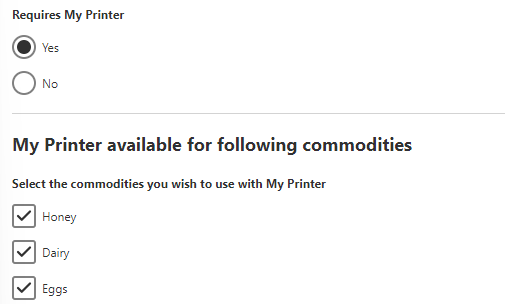 Requires My Printer
Yes
No
My Printer available for following commodities
Select the commodities you wish to use with My Printer
Honey
Dairy
Eggs